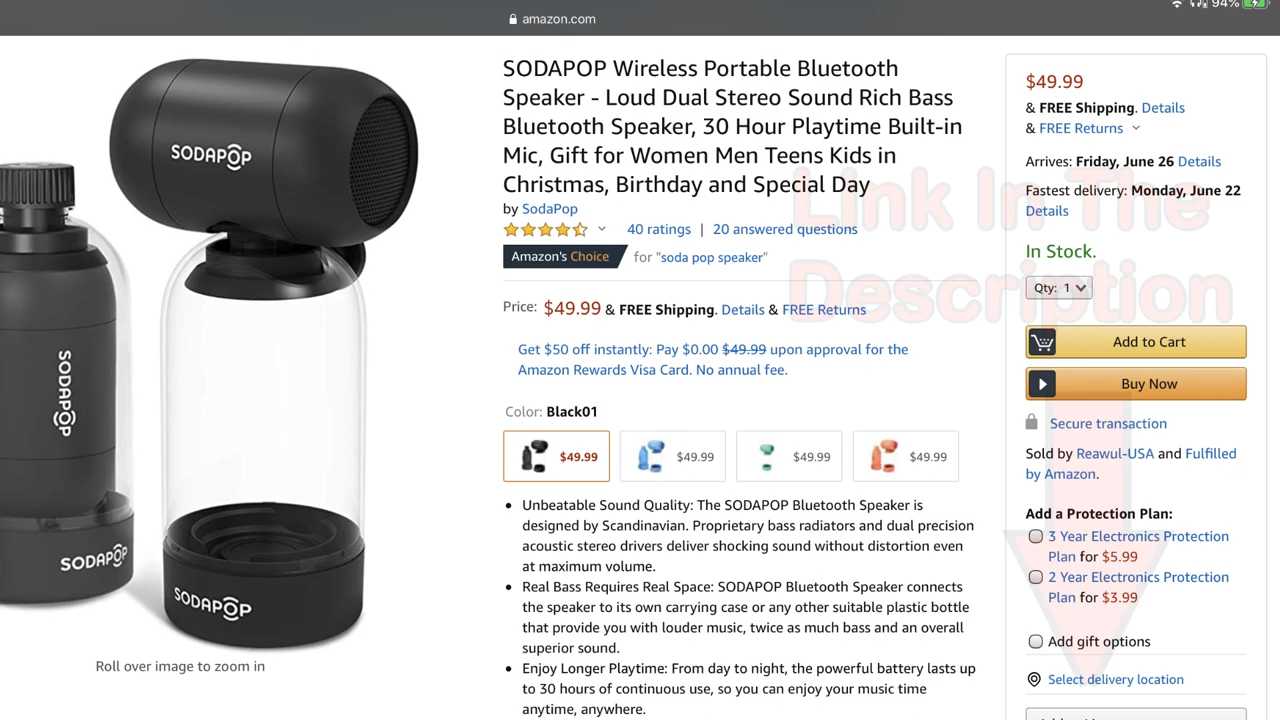 amazon.com
94%
SODAPOP
SODAPOP
SODAPOP
SODAPOP
Roll over image to zoom in
SODAPOP Wireless Portable Bluetooth
Speaker - Loud Dual Stereo Sound Rich Bass
Bluetooth Speaker, 30 Hour Playtime Built-in
Mic, Gift for Women Men Teens Kids in
Christmas, Birthday and Special Day
by SodaPop
40 ratings | 20 answered questions
Amazon's Choice for "soda pop speaker"
Price: $49.99 & FREE Shipping. Details & FREE Returns
Get $50 off instantly: Pay $0.00 $49.99 upon approval for the
Amazon Rewards Visa Card. No annual fee.
Color: Black01
$49.99 $49.99 $49.99 $49.99
• Unbeatable Sound Quality: The SODAPOP Bluetooth Speaker is
designed by Scandinavian. Proprietary bass radiators and dual precision
acoustic stereo drivers deliver shocking sound without distortion even
at maximum volume.
• Real Bass Requires Real Space: SODAPOP Bluetooth Speaker connects
the speaker to its own carrying case or any other suitable plastic bottle
that provide you with louder music, twice as much bass and an overall
superior sound.
• Enjoy Longer Playtime: From day to night, the powerful battery lasts up
to 30 hours of continuous use, so you can enjoy your music time
anytime, anywhere.
$49.99
& FREE Shipping. Details
& FREE Returns
Arrives: Friday, June 26 Details
Fastest delivery: Monday, June 22
Details
In Stock.
Qty: 1
Add to Cart
Buy Now
Secure transaction
Sold by Reawul-USA and Fulfilled
by Amazon.
Add a Protection Plan:
3 Year Electronics Protection
Plan for $5.99
2 Year Electronics Protection
Plan for $3.99
Add gift options
Select delivery location
Link In The
Description